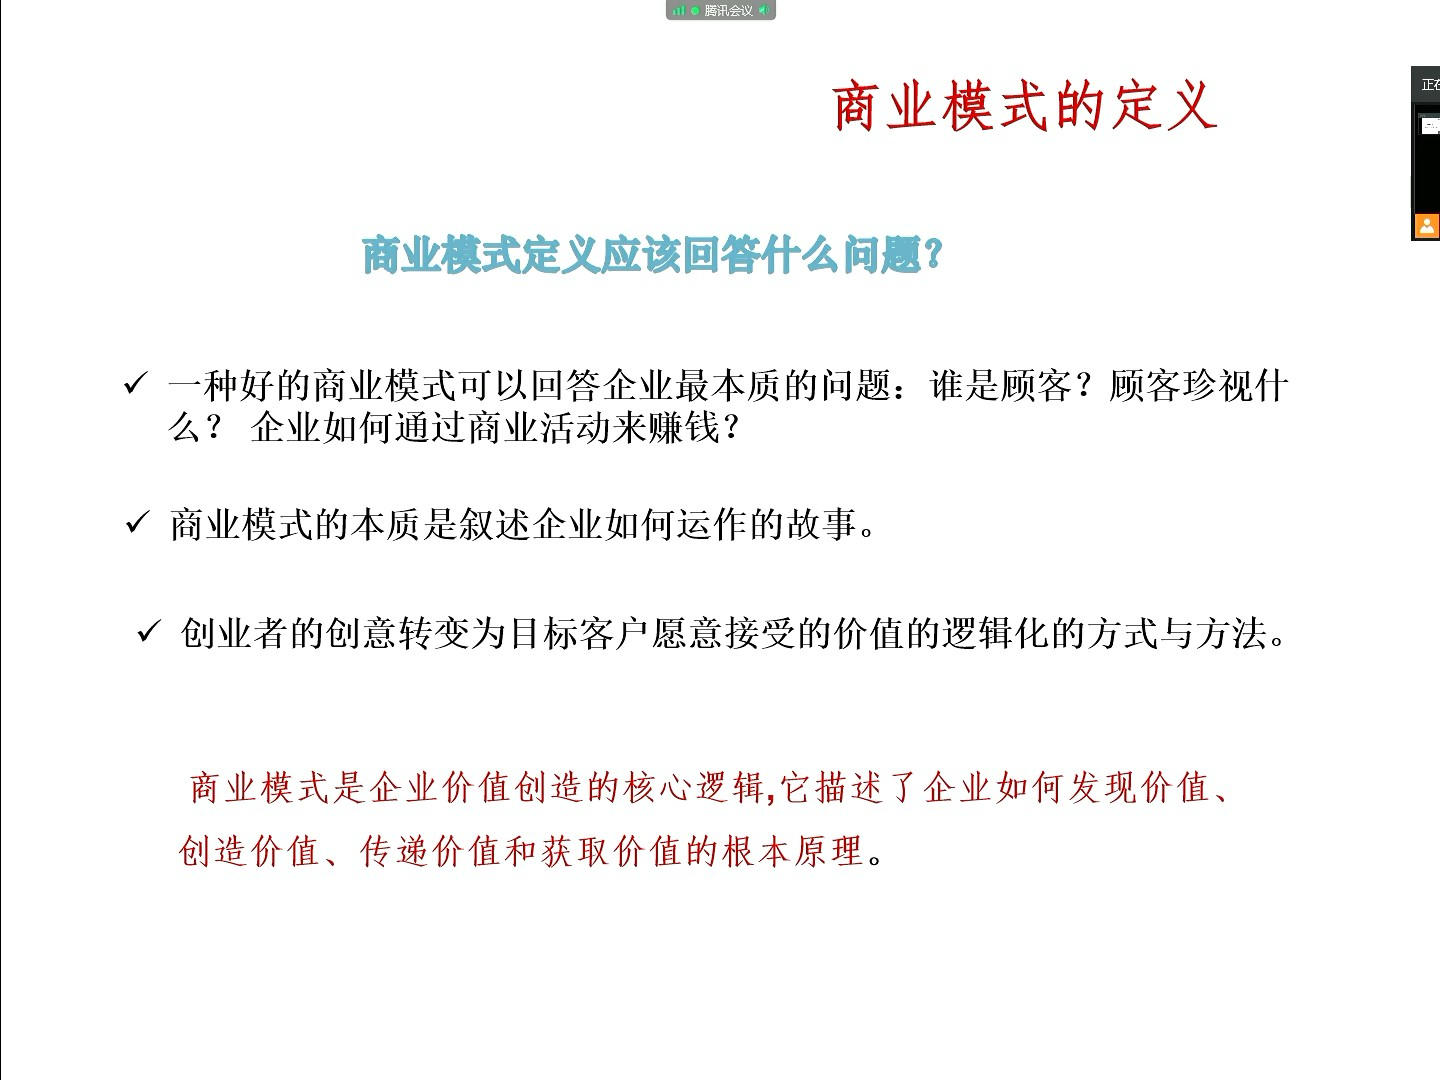 腾讯会议
正在
商业模式的定义
商业模式定义应该回答什么问题？
✓ 一种好的商业模式可以回答企业最本质的问题：谁是顾客？顾客珍视什
么？ 企业如何通过商业活动来赚钱？
✓ 商业模式的本质是叙述企业如何运作的故事。
✓ 创业者的创意转变为目标客户愿意接受的价值的逻辑化的方式与方法。
商业模式是企业价值创造的核心逻辑,它描述了企业如何发现价值、
创造价值、传递价值和获取价值的根本原理。